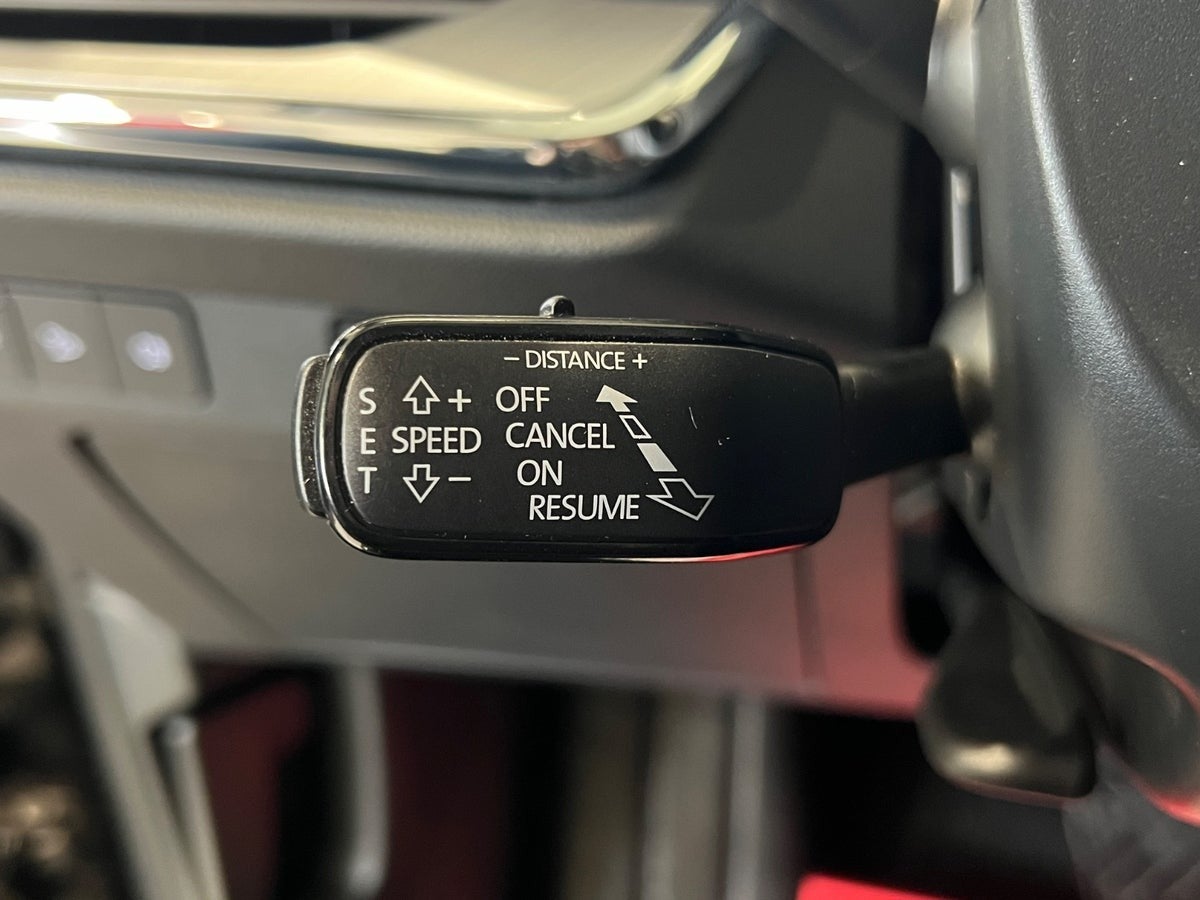 − DISTANCE +
S + OFF
E SPEED CANCEL
T − ON
RESUME